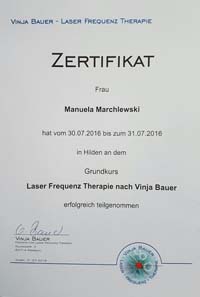 Vinja Bauer - Laser Frequenz Therapie
Zertifikat
Frau
Manuela Marchlewski
hat vom 30.07.2016 bis zum 31.07.2016
in Hilden an dem
Grundkurs
Laser Frequenz Therapie nach Vinja Bauer
erfolgreich teilgenommen
Vinja Bauer